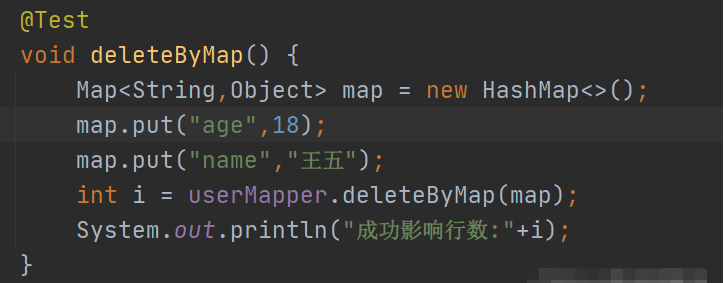 @Test
void deleteByMap() {
    Map<String,Object> map = new HashMap<>();
    map.put("age",18);
    map.put("name","王五");
    int i = userMapper.deleteByMap(map);
    System.out.println("成功影响行数:"+i);
}